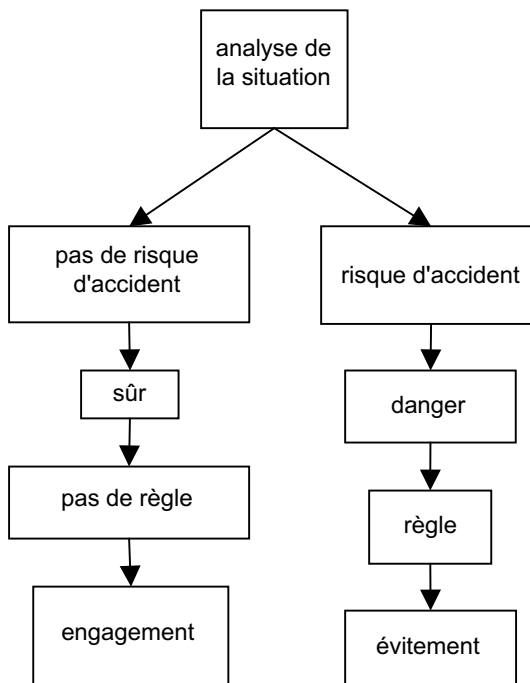 analyse de
la situation
pas de risque
d'accident
risque d'accident
sûr
danger
pas de règle
règle
engagement
évitement